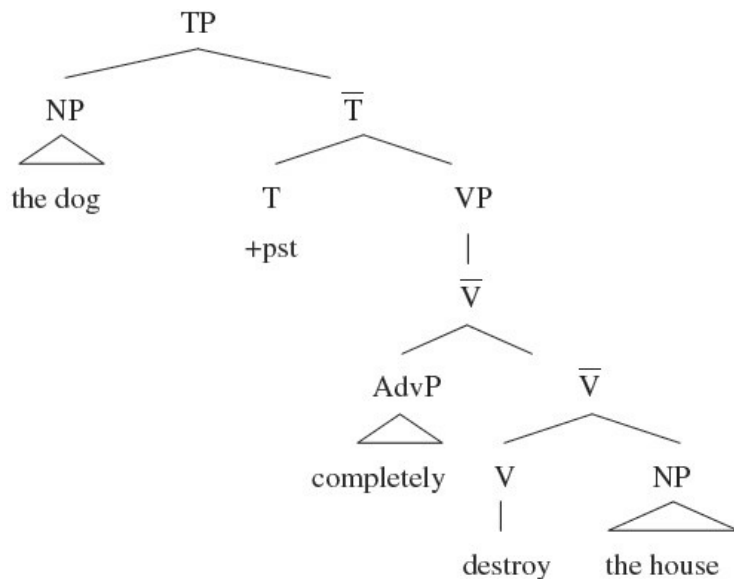 TP
NP T̅
the dog T VP
+pst
V̅
AdvP V̅
completely V NP
destroy the house